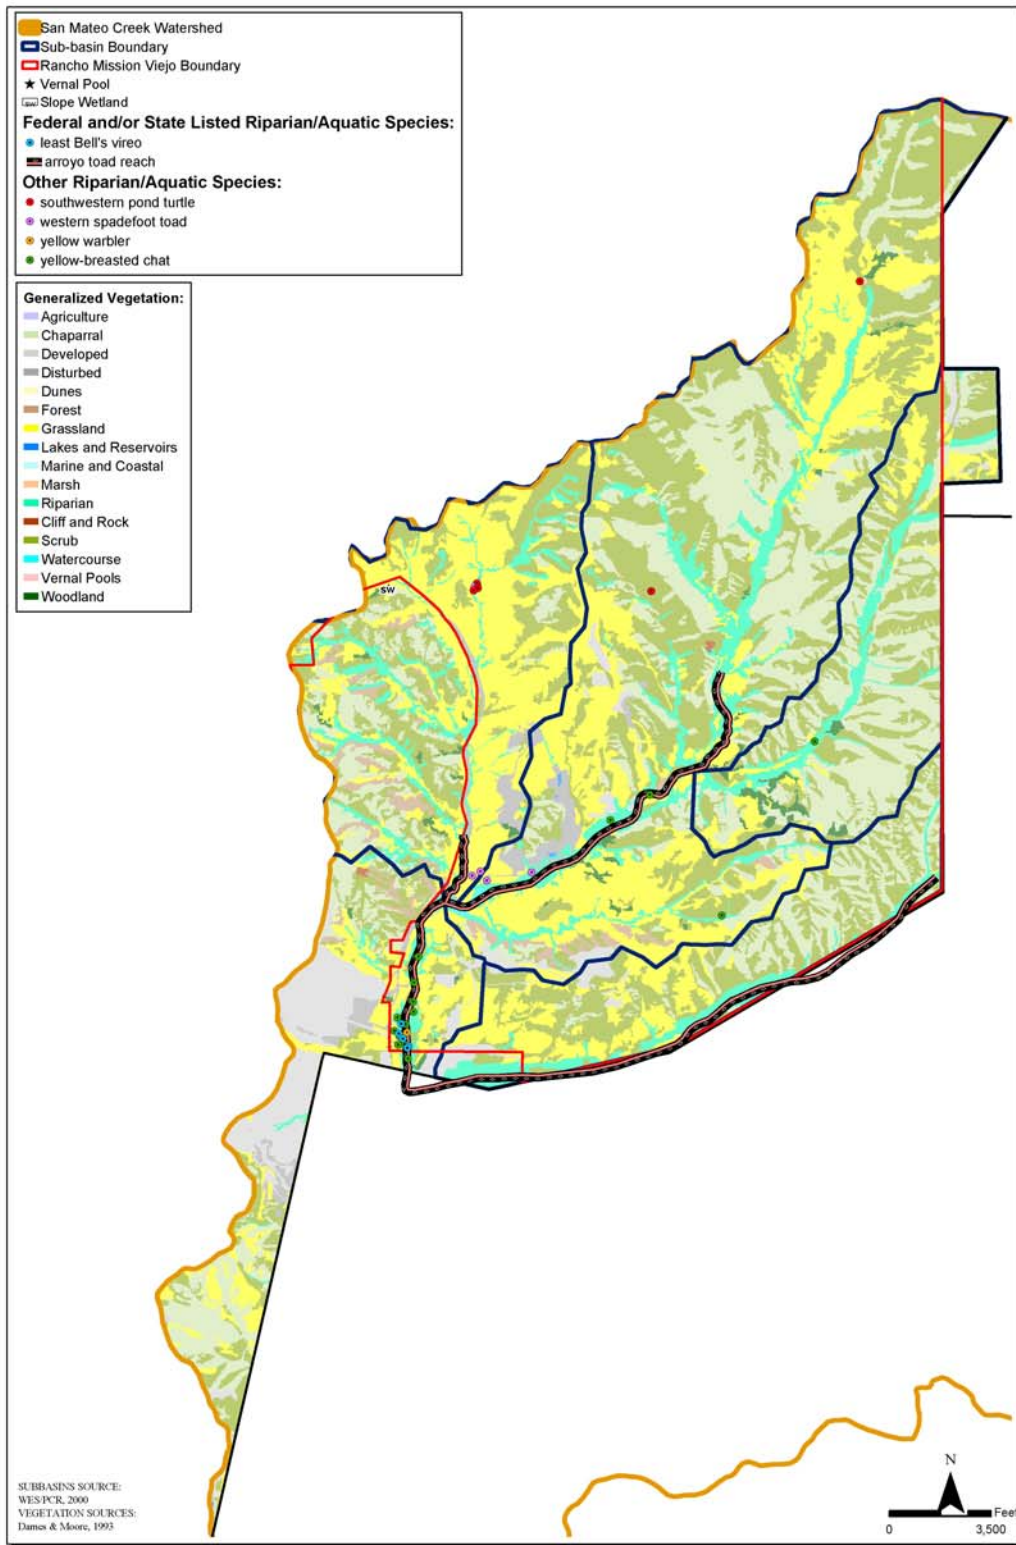 San Mateo Creek Watershed
Sub-basin Boundary
Rancho Mission Viejo Boundary
Vernal Pool
SW Slope Wetland
Federal and/or State Listed Riparian/Aquatic Species:
least Bell's vireo
arroyo toad reach
Other Riparian/Aquatic Species:
southwestern pond turtle
western spadefoot toad
yellow warbler
yellow-breasted chat
Generalized Vegetation:
Agriculture
Chaparral
Developed
Disturbed
Dunes
Forest
Grassland
Lakes and Reservoirs
Marine and Coastal
Marsh
Riparian
Cliff and Rock
Scrub
Watercourse
Vernal Pools
Woodland
SW
SUBBASINS SOURCE:
WES/PCR, 2000
VEGETATION SOURCES:
Dames & Moore, 1993
N
Feet
0 3,500